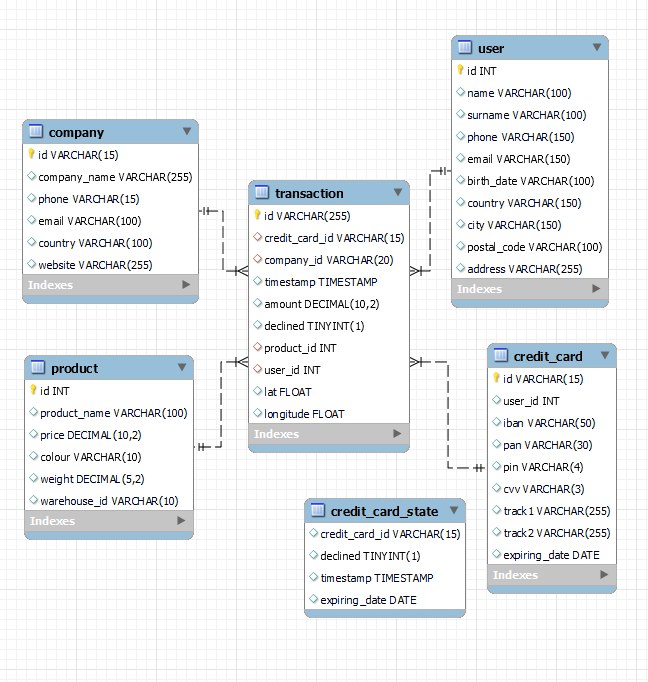 company
id VARCHAR(15)
company_name VARCHAR(255)
phone VARCHAR(15)
email VARCHAR(100)
country VARCHAR(100)
website VARCHAR(255)
Indexes
product
id INT
product_name VARCHAR(100)
price DECIMAL(10,2)
colour VARCHAR(10)
weight DECIMAL(5,2)
warehouse_id VARCHAR(10)
Indexes
transaction
id VARCHAR(255)
credit_card_id VARCHAR(15)
company_id VARCHAR(20)
timestamp TIMESTAMP
amount DECIMAL(10,2)
declined TINYINT(1)
product_id INT
user_id INT
lat FLOAT
longitude FLOAT
Indexes
credit_card_state
credit_card_id VARCHAR(15)
declined TINYINT(1)
timestamp TIMESTAMP
expiring_date DATE
user
id INT
name VARCHAR(100)
surname VARCHAR(100)
phone VARCHAR(150)
email VARCHAR(150)
birth_date VARCHAR(100)
country VARCHAR(150)
city VARCHAR(150)
postal_code VARCHAR(100)
address VARCHAR(255)
Indexes
credit_card
id VARCHAR(15)
user_id INT
iban VARCHAR(50)
pan VARCHAR(30)
pin VARCHAR(4)
cvv VARCHAR(3)
track1 VARCHAR(255)
track2 VARCHAR(255)
expiring_date DATE
Indexes